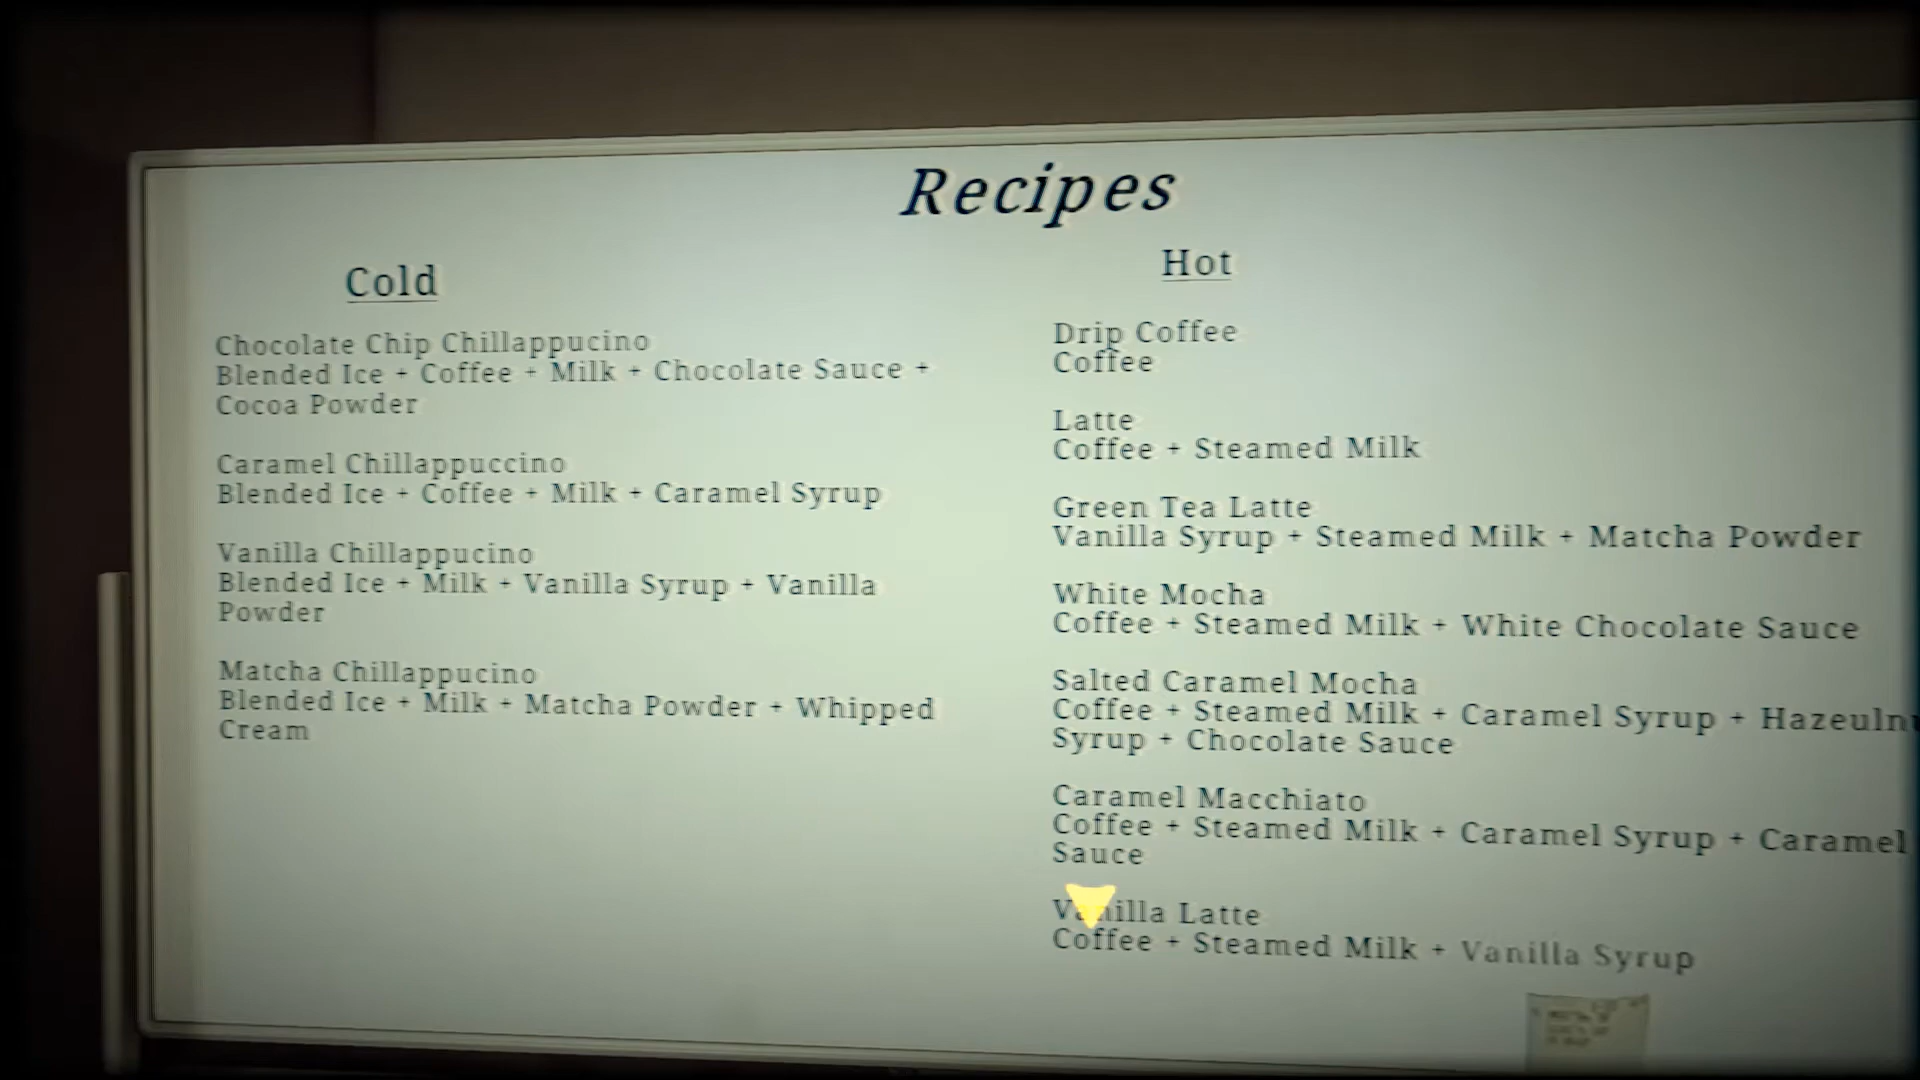 Recipes
Cold
Chocolate Chip Chillappucino
Blended Ice + Coffee + Milk + Chocolate Sauce +
Cocoa Powder
Caramel Chillappuccino
Blended Ice + Coffee + Milk + Caramel Syrup
Vanilla Chillappucino
Blended Ice + Milk + Vanilla Syrup + Vanilla
Powder
Matcha Chillappucino
Blended Ice + Milk + Matcha Powder + Whipped
Cream
Hot
Drip Coffee
Coffee
Latte
Coffee + Steamed Milk
Green Tea Latte
Vanilla Syrup + Steamed Milk + Matcha Powder
White Mocha
Coffee + Steamed Milk + White Chocolate Sauce
Salted Caramel Mocha
Coffee + Steamed Milk + Caramel Syrup +
Syrup + Chocolate Sauce
Caramel Macchiato
Coffee + Steamed Milk + Caramel Syrup + Caramel
Sauce
Vanilla Latte
Coffee + Steamed Milk + Vanilla Syrup